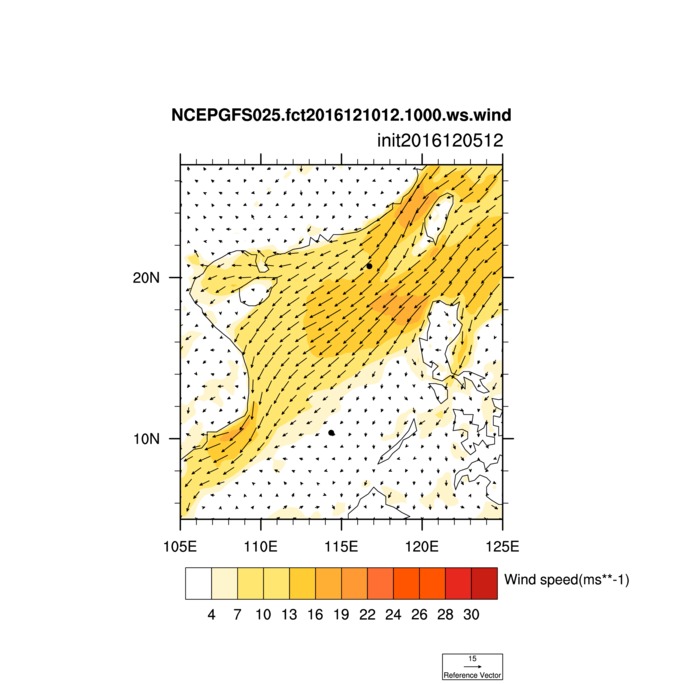 NCEPGFS025.fct2016121012.1000.ws.wind
init2016120512
20N
10N
105E 110E 115E 120E 125E
Wind speed(ms**-1)
4 7 10 13 16 19 22 24 26 28 30
15
Reference Vector